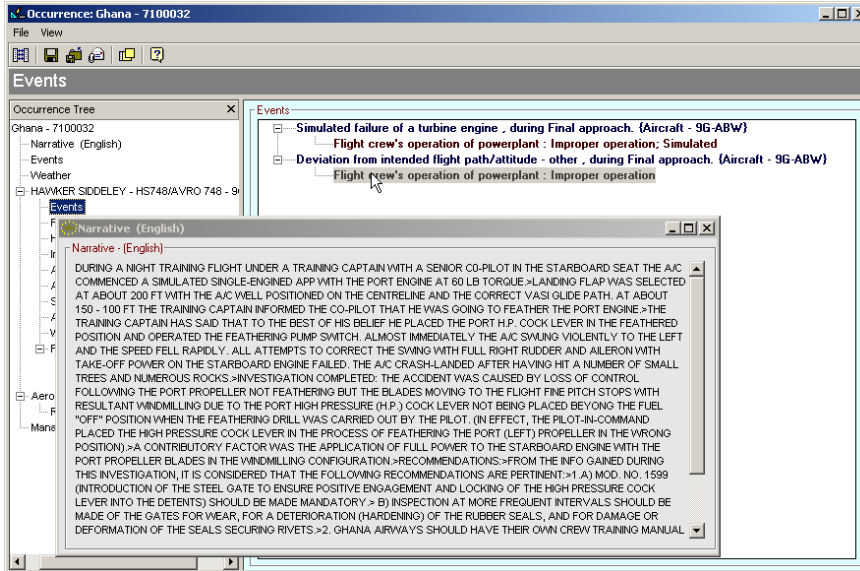 Occurrence: Ghana - 7100032
File View
Events
Occurrence Tree
Ghana - 7100032
Narrative (English)
Events
Weather
HAWKER SIDDELEY - HS748/AVRO 748 -
Events
Aero
Mana
Events
Simulated failure of a turbine engine , during Final approach. {Aircraft - 9G-ABW}
Flight crew's operation of powerplant : Improper operation; Simulated
Deviation from intended flight path/attitude - other , during Final approach. {Aircraft - 9G-ABW}
Flight crew's operation of powerplant : Improper operation
Narrative (English)
Narrative - (English)
DURING A NIGHT TRAINING FLIGHT UNDER A TRAINING CAPTAIN WITH A SENIOR C0-PILOT IN THE STARBOARD SEAT THE A/C
COMMENCED A SIMULATED SINGLE-ENGINED APP WITH THE PORT ENGINE AT 60 LB TORQUE.>LANDING FLAP WAS SELECTED
AT ABOUT 200 FT WITH THE A/C WELL POSITIONED ON THE CENTRELINE AND THE CORRECT VASI GLIDE PATH. AT ABOUT
150 - 100 FT THE TRAINING CAPTAIN INFORMED THE CO-PILOT THAT HE WAS GOING TO FEATHER THE PORT ENGINE.>THE
TRAINING CAPTAIN HAS SAID THAT TO THE BEST OF HIS BELIEF HE PLACED THE PORT H.P. COCK LEVER IN THE FEATHERED
POSITION AND OPERATED THE FEATHERING PUMP SWITCH. ALMOST IMMEDIATELY THE A/C SWUNG VIOLENTLY TO THE LEFT
AND THE SPEED FELL RAPIDLY. ALL ATTEMPTS TO CORRECT THE SWING WITH FULL RIGHT RUDDER AND AILERON WITH
TAKE-OFF POWER ON THE STARBOARD ENGINE FAILED. THE A/C CRASH-LANDED AFTER HAVING HIT A NUMBER OF SMALL
TREES AND NUMEROUS ROCKS.>INVESTIGATION COMPLETED: THE ACCIDENT WAS CAUSED BY LOSS OF CONTROL
FOLLOWING THE PORT PROPELLER NOT FEATHERING BUT THE BLADES MOVING TO THE FLIGHT FINE PITCH STOPS WITH
RESULTANT WINDMILLING DUE TO THE PORT HIGH PRESSURE (H.P.) COCK LEVER NOT BEING PLACED BEYONG THE FUEL
"OFF" POSITION WHEN THE FEATHERING DRILL WAS CARRIED OUT BY THE PILOT. (IN EFFECT, THE PILOT-IN-COMMAND
PLACED THE HIGH PRESSURE COCK LEVER IN THE PROCESS OF FEATHERING THE PORT (LEFT) PROPELLER IN THE WRONG
POSITION).>A CONTRIBUTORY FACTOR WAS THE APPLICATION OF FULL POWER TO THE STARBOARD ENGINE WITH THE
PORT PROPELLER BLADES IN THE WINDMILLING CONFIGURATION.>RECOMMENDATIONS:>FROM THE INFO GAINED DURING
THIS INVESTIGATION, IT IS CONSIDERED THAT THE FOLLOWING RECOMMENDATIONS ARE PERTINENT:>1.A) MOD. NO. 1599
(INTRODUCTION OF THE STEEL GATE TO ENSURE POSITIVE ENGAGEMENT AND LOCKING OF THE HIGH PRESSURE COCK
LEVER INTO THE DETENTS) SHOULD BE MADE MANDATORY.> B) INSPECTION AT MORE FREQUENT INTERVALS SHOULD BE
MADE OF THE GATES FOR WEAR, FOR A DETERIORATION (HARDENING) OF THE RUBBER SEALS, AND FOR DAMAGE OR
DEFORMATION OF THE SEALS SECURING RIVETS.>2. GHANA AIRWAYS SHOULD HAVE THEIR OWN CREW TRAINING MANUAL